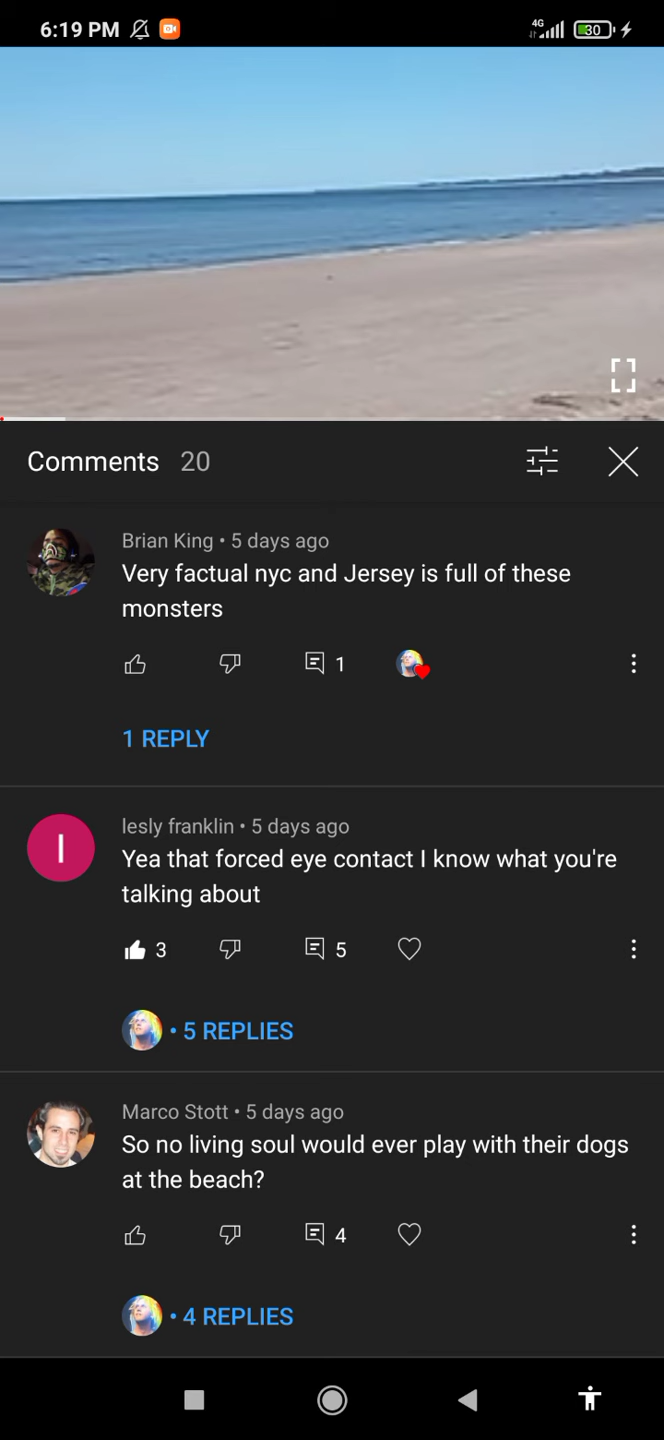 6:19 PM
4G
30
Comments 20
Brian King • 5 days ago
Very factual nyc and Jersey is full of these
monsters
1
1 REPLY
l
lesly franklin • 5 days ago
Yea that forced eye contact I know what you're
talking about
3 5
• 5 REPLIES
Marco Stott • 5 days ago
So no living soul would ever play with their dogs
at the beach?
4
• 4 REPLIES